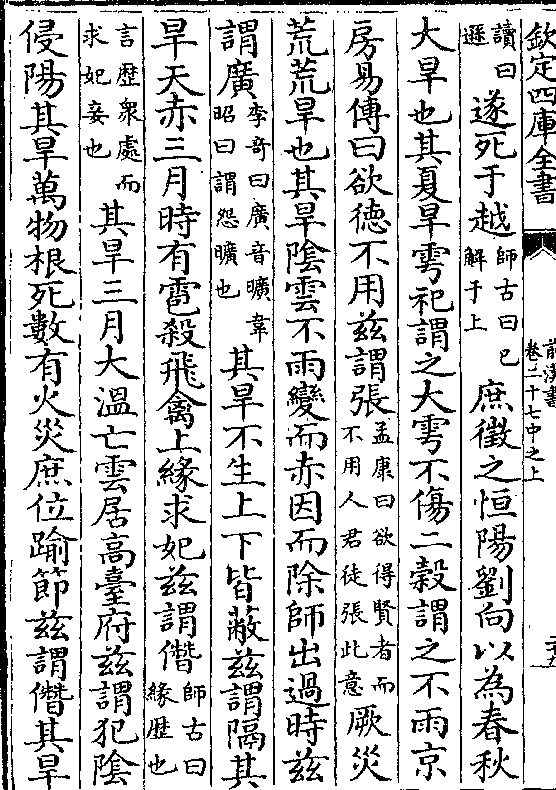 欽定四庫全書
前漢書
卷二十七中之上
讀曰遜遂死于越師古曰已解于上庶徵之恒陽劉向以為春秋
大旱也其夏旱雩祀謂之大雩不傷二穀謂之不雨京
房易傳曰欲德不用茲謂張孟康曰欲得賢者而不用人君徒張此意厥災
荒荒旱也其旱陰雲不雨變而赤因而除師出過時茲
謂廣李奇曰廣音曠韋昭曰謂怨曠也其旱不生上下皆蔽茲謂隔其
旱天赤三月時有雹殺飛禽上緣求妃茲謂僭師古曰緣歷也
言歷衆處而求妃妾也其旱三月大溫亡雲居高臺府茲謂犯陰
侵陽其旱萬物根死數有火災庶位踰節茲謂僭其旱